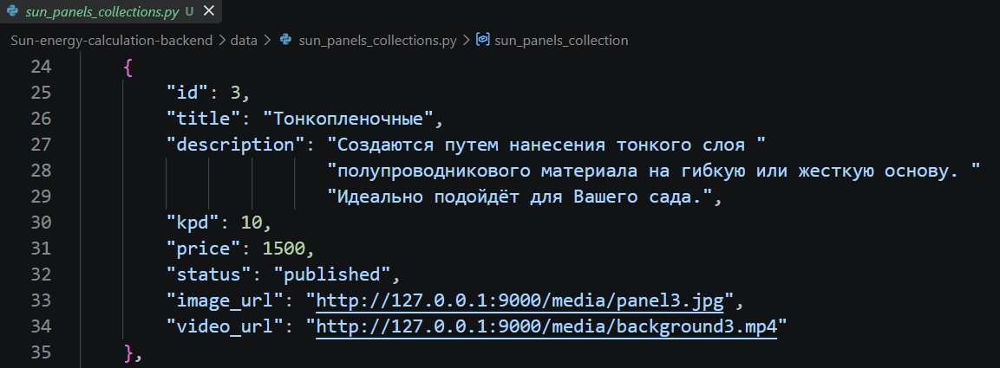 sun_panels_collections.py U
Sun-energy-calculation-backend > data > sun_panels_collections.py > sun_panels_collection
24 {
25 "id": 3,
26 "title": "Тонкопленочные",
27 "description": "Создаются путем нанесения тонкого слоя "
28 "полупроводникового материала на гибкую или жесткую основу. "
29 "Идеально подойдёт для Вашего сада.",
30 "kpd": 10,
31 "price": 1500,
32 "status": "published",
33 "image_url": "http://127.0.0.1:9000/media/panel3.jpg",
34 "video_url": "http://127.0.0.1:9000/media/background3.mp4"
35 },